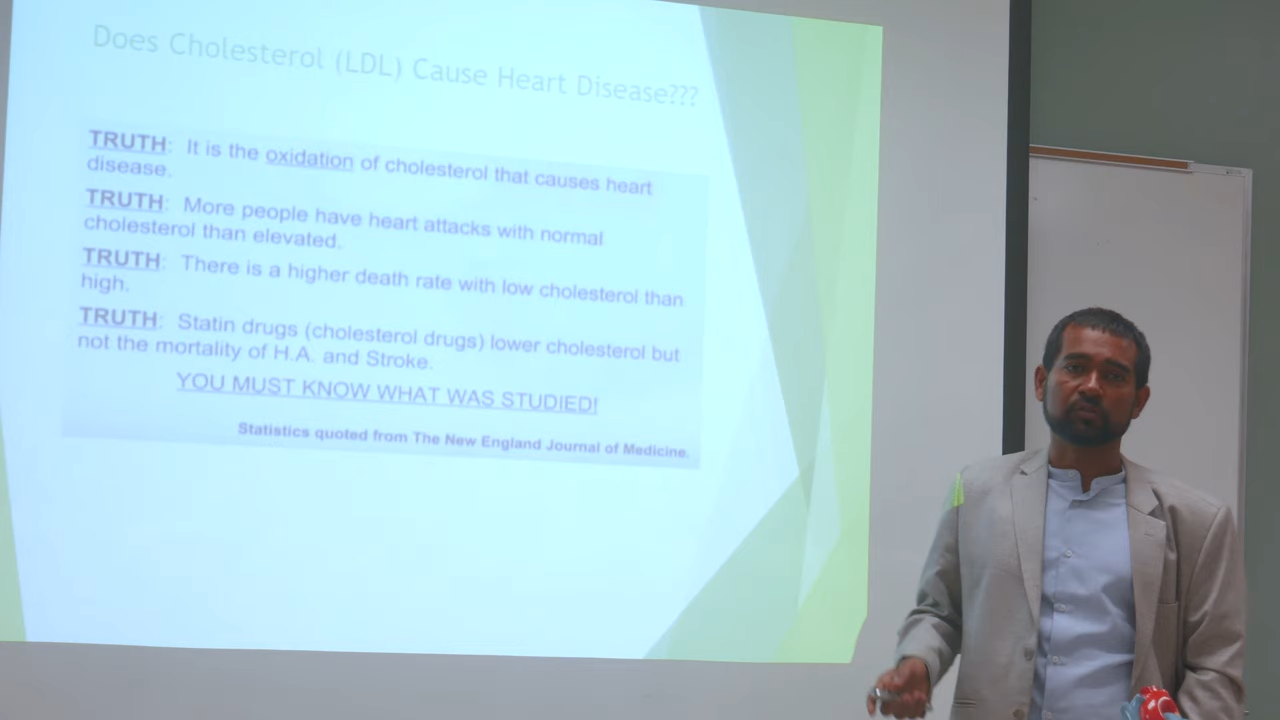 Does Cholesterol (LDL) Cause Heart Disease???
TRUTH: It is the oxidation of cholesterol that causes heart
disease.
TRUTH: More people have heart attacks with normal
cholesterol than elevated.
TRUTH: There is a higher death rate with low cholesterol than
high.
TRUTH: Statin drugs (cholesterol drugs) lower cholesterol but
not the mortality of H.A. and Stroke.
YOU MUST KNOW WHAT WAS STUDIED!
Statistics quoted from The New England Journal of Medicine.